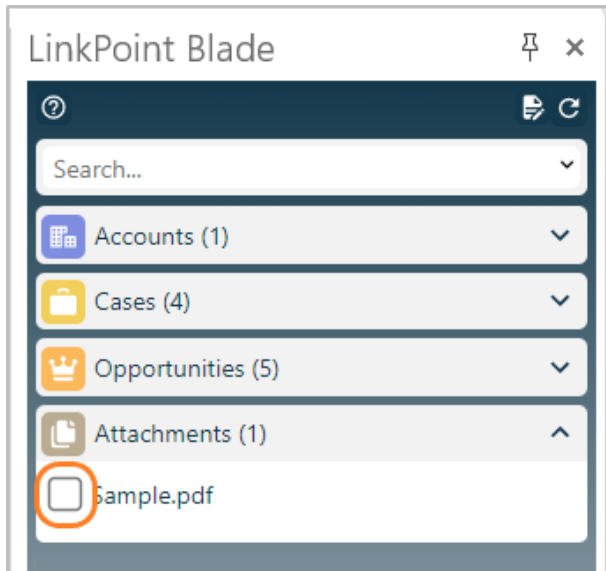 LinkPoint Blade
Search...
Accounts (1)
Cases (4)
Opportunities (5)
Attachments (1)
Sample.pdf